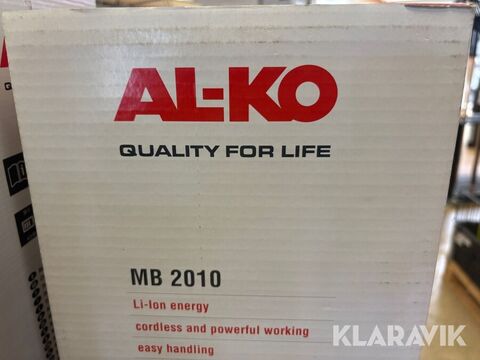 AL-KO
QUALITY FOR LIFE
MB 2010
Li-Ion energy
cordless and powerful working
easy handling
KLARAVIK